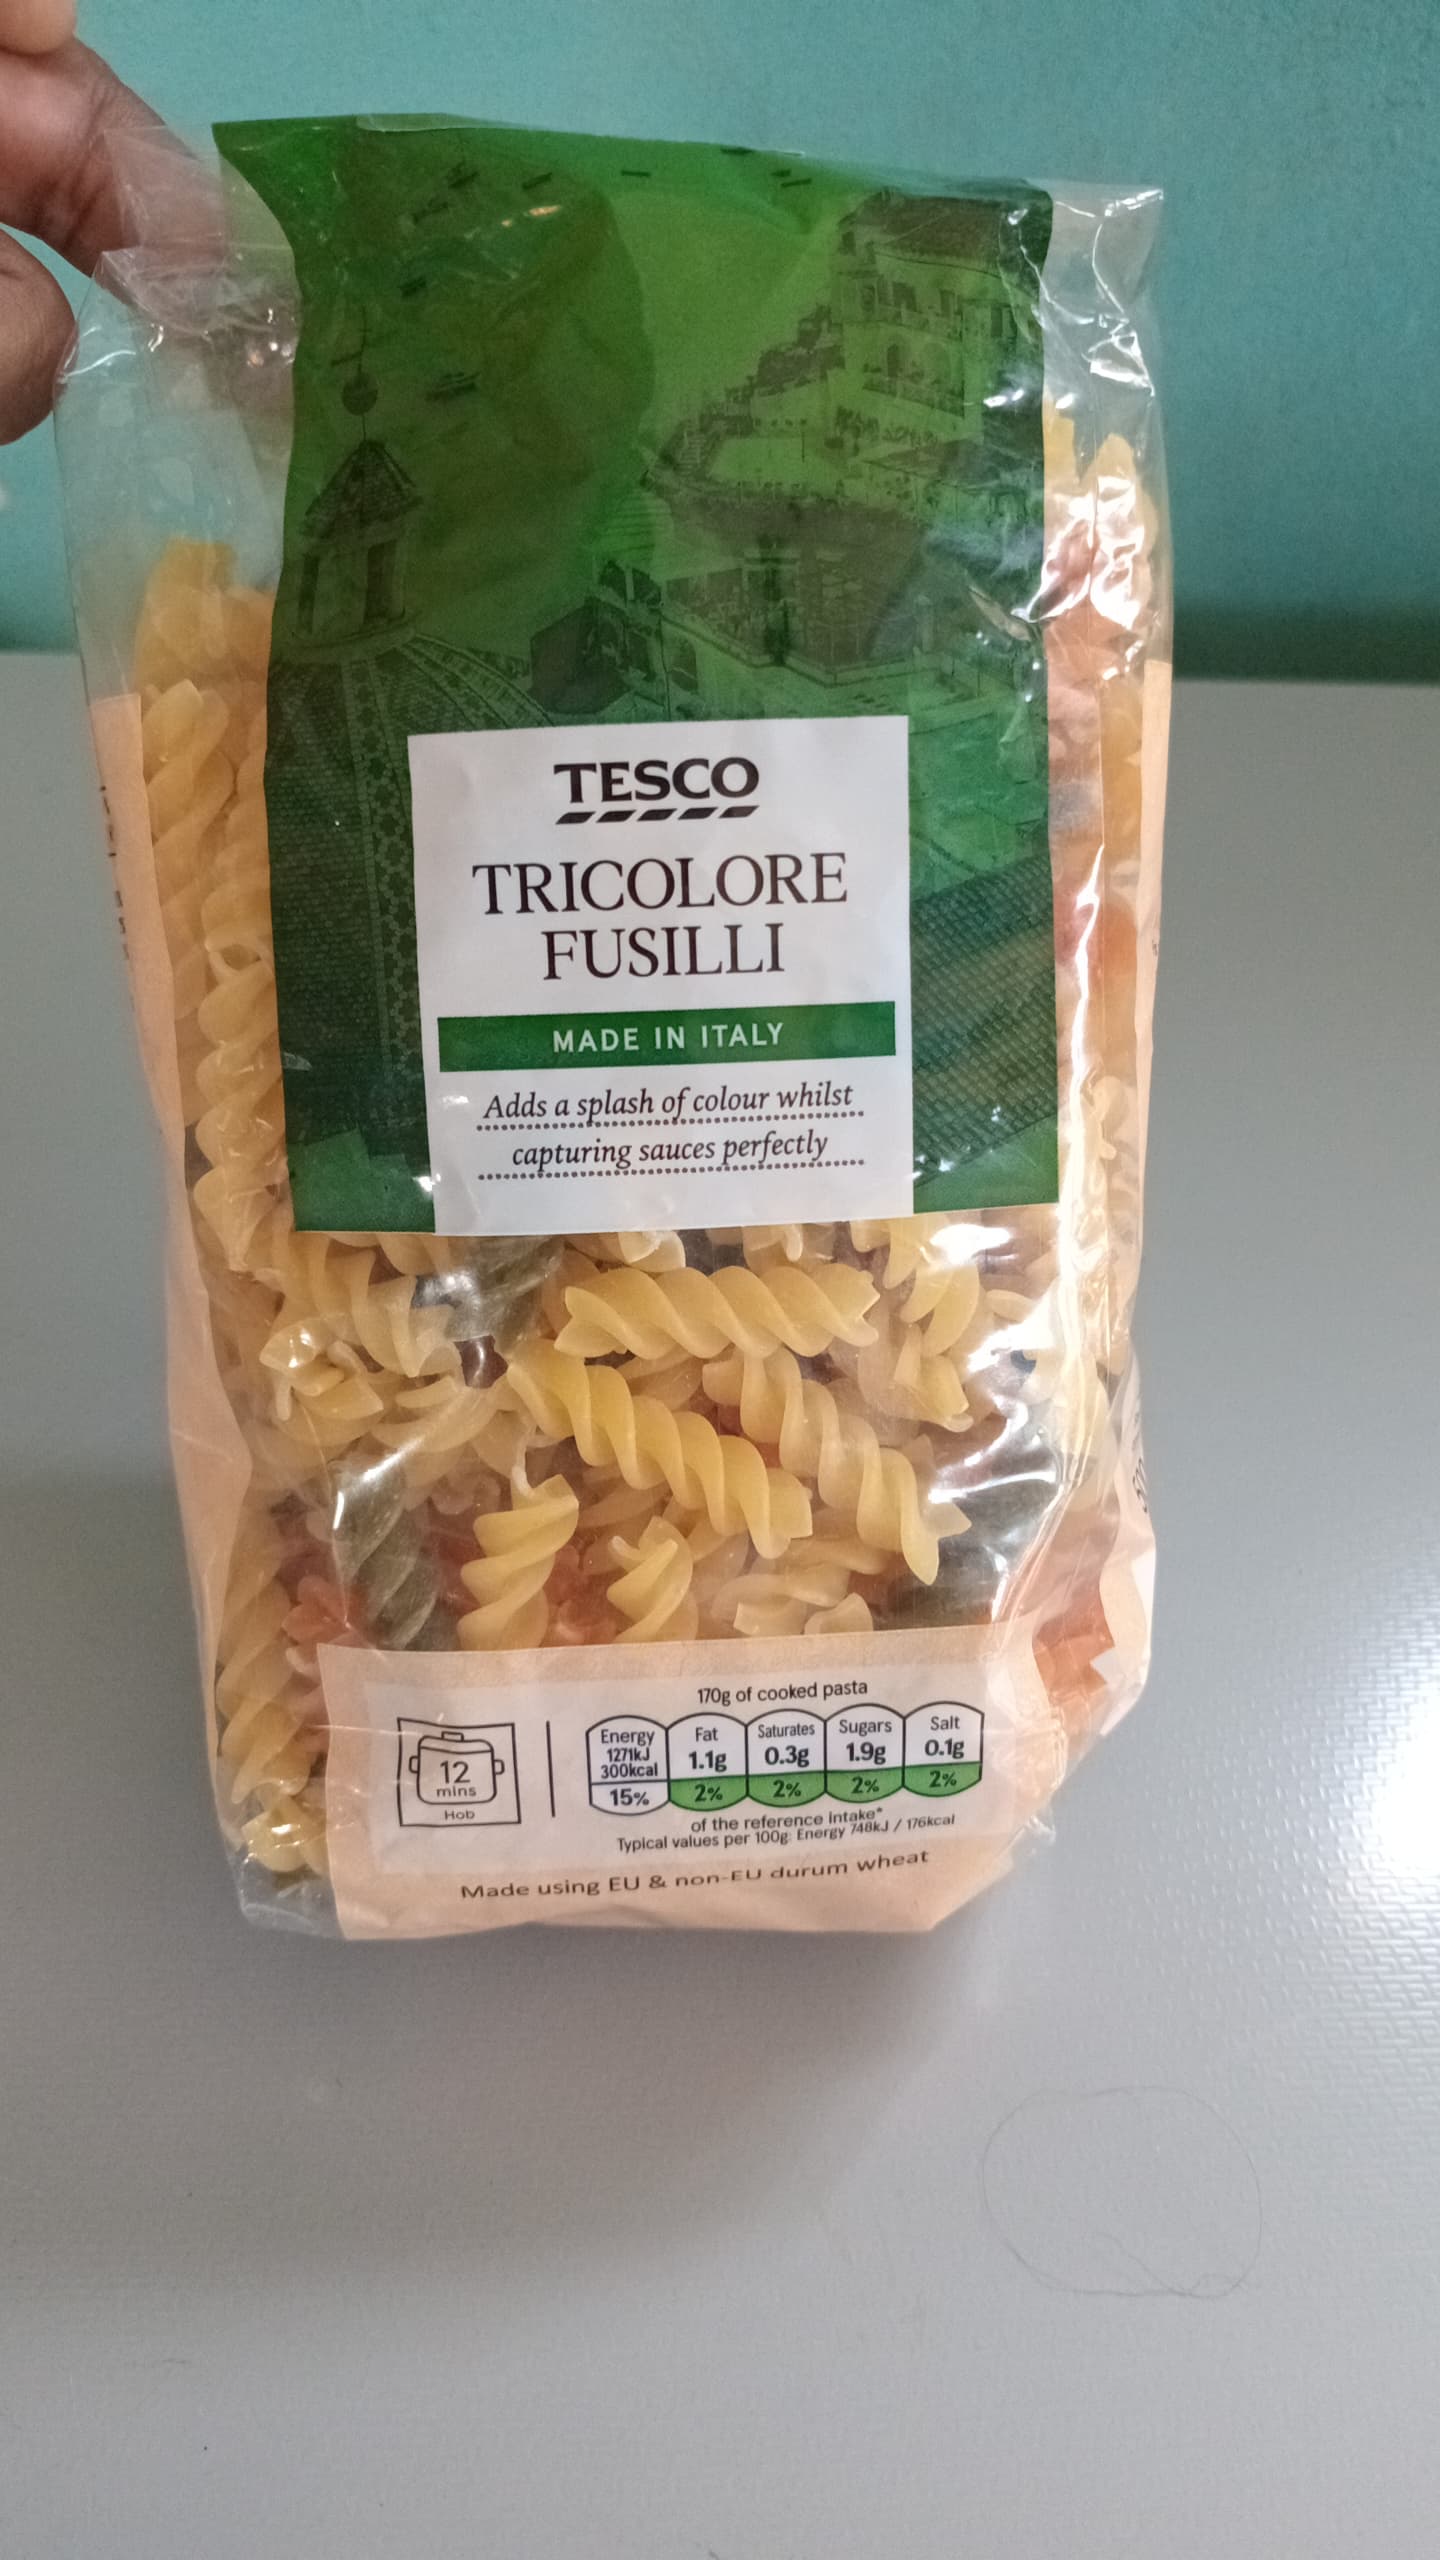 TESCO
TRICOLORE
FUSILLI
MADE IN ITALY
Adds a splash of colour whilst
capturing sauces perfectly
170g of cooked pasta
Energy
1271kJ
300kcal
15%
Fat
1.1g
2%
Saturates
0.3g
2%
Sugars
1.9g
2%
Salt
0.1g
2%
of the reference intake*
Typical values per 100g: Energy 748kJ / 176kcal
12
mins
Hob
Made using EU & non-EU durum wheat